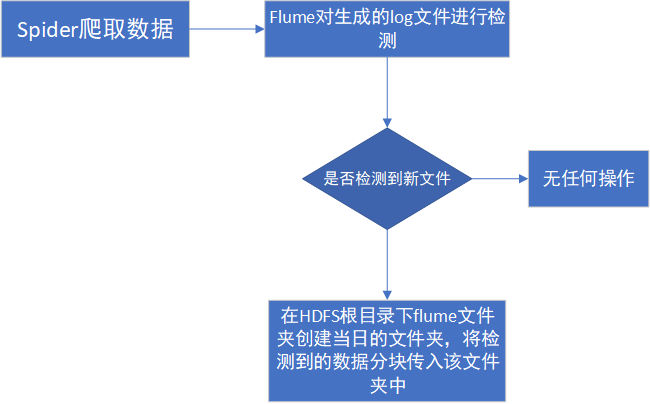 Spider爬取数据
Flume对生成的log文件进行检
测
是否检测到新文件
无任何操作
在HDFS根目录下flume文件
夹创建当日的文件夹，将检
测到的数据分块传入该文件
夹中